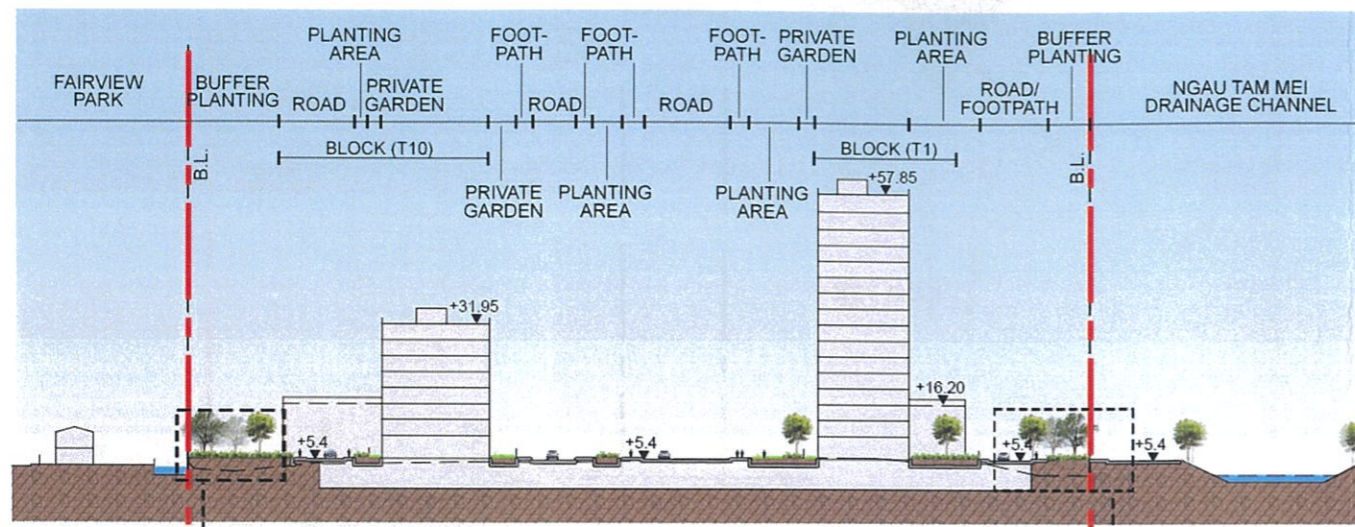 FAIRVIEW
PARK
BUFFER
PLANTING
ROAD
PLANTING
AREA
PRIVATE
GARDEN
FOOT-
PATH
ROAD
FOOT-
PATH
ROAD
FOOT-
PATH
PRIVATE
GARDEN
PLANTING
AREA
ROAD/
FOOTPATH
BUFFER
PLANTING
NGAU TAM MEI
DRAINAGE CHANNEL
B.L.
BLOCK (T10)
PRIVATE
GARDEN
PLANTING
AREA
PLANTING
AREA
BLOCK (T1)
B.L.
+57.85
+31.95
+16.20
+5.4
+5.4
+5.4
+5.4